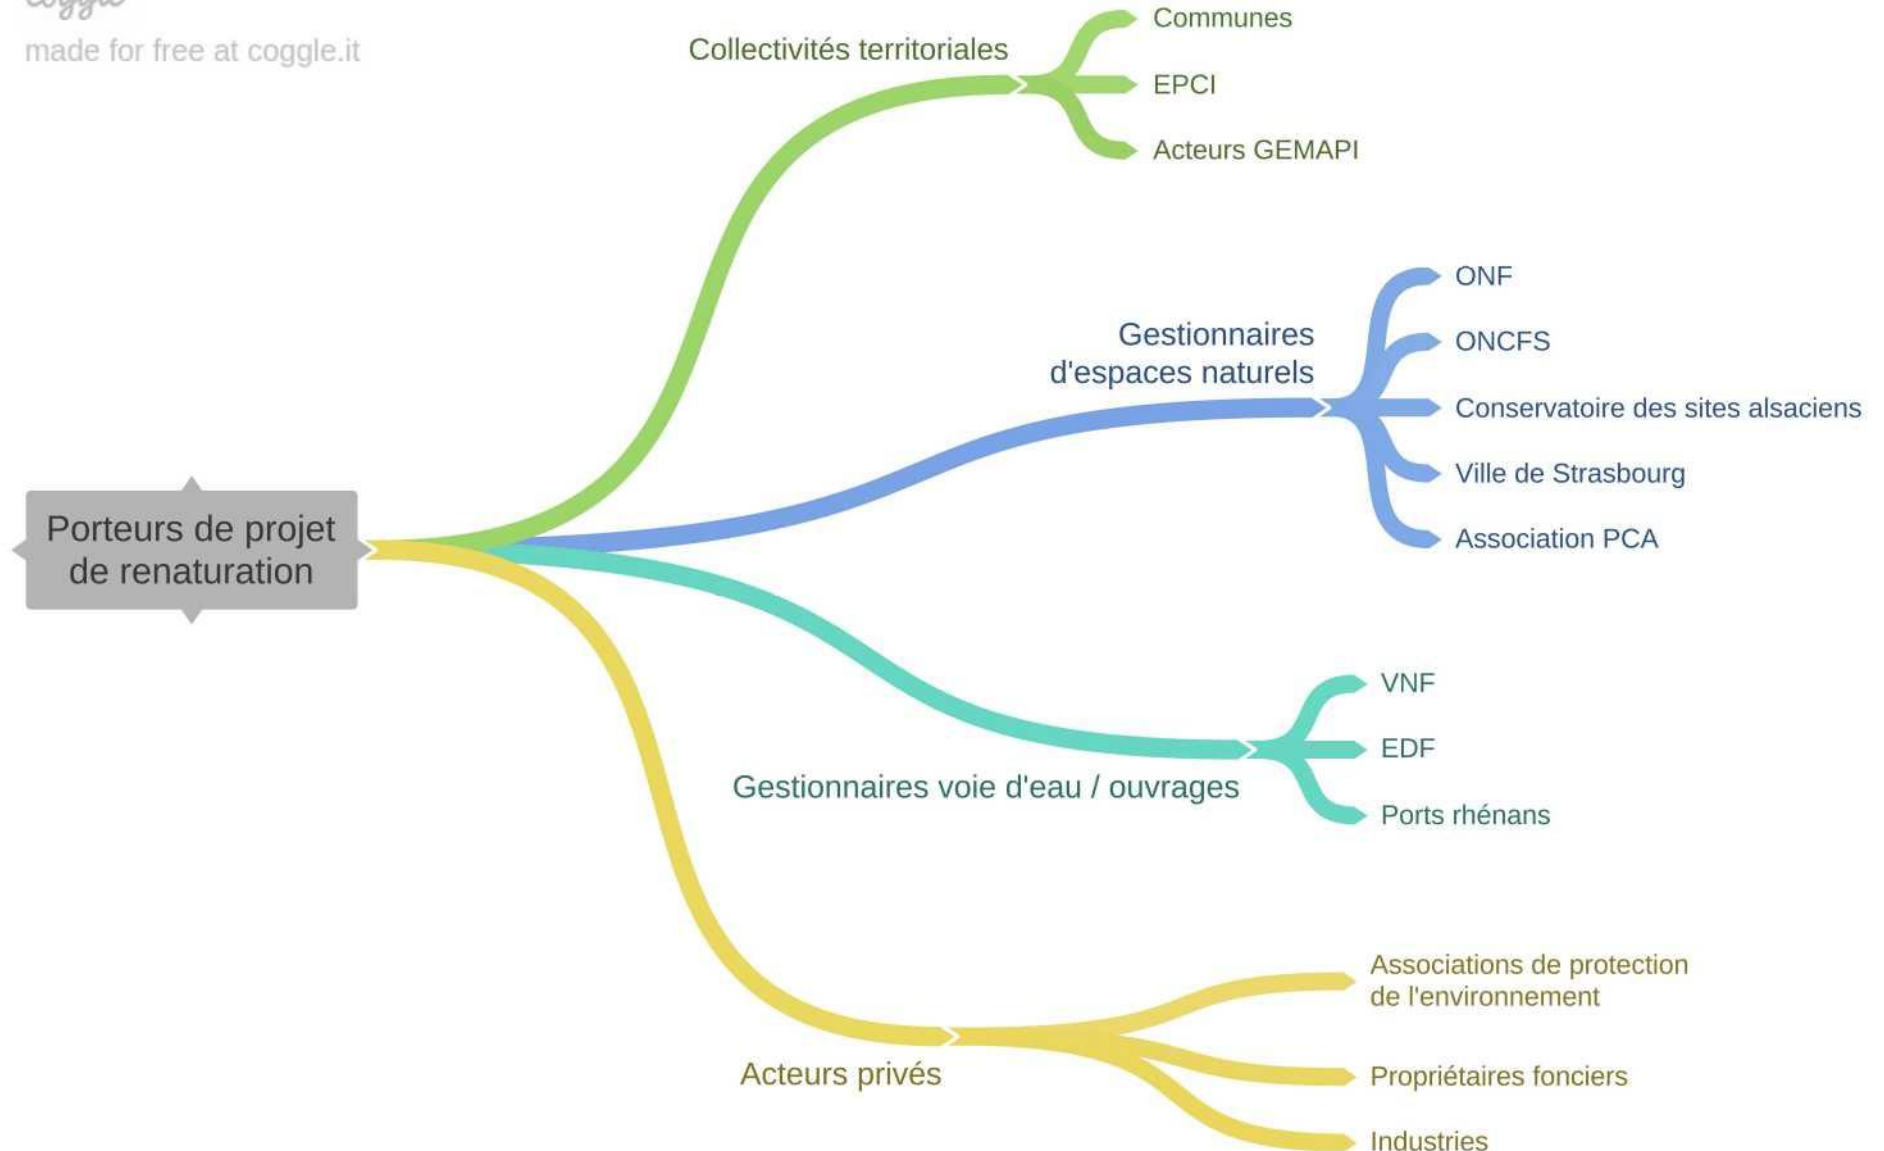 coggle
made for free at coggle.it
Porteurs de projet
de renaturation
Collectivités territoriales
Communes
EPCI
Acteurs GEMAPI
Gestionnaires
d'espaces naturels
ONF
ONCFS
Conservatoire des sites alsaciens
Ville de Strasbourg
Association PCA
Gestionnaires voie d'eau / ouvrages
VNF
EDF
Ports rhénans
Acteurs privés
Associations de protection
de l'environnement
Propriétaires fonciers
Industries